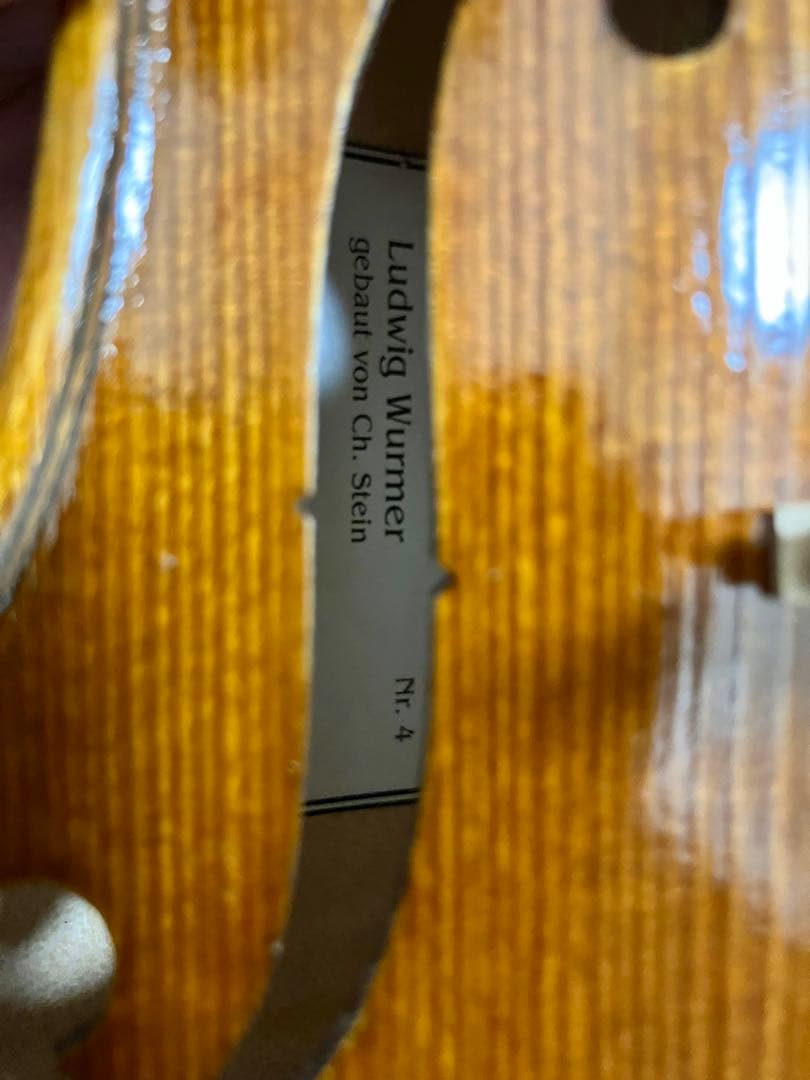 Ludwig Wurmer
gebaut von Ch. Stein
Nr. 4